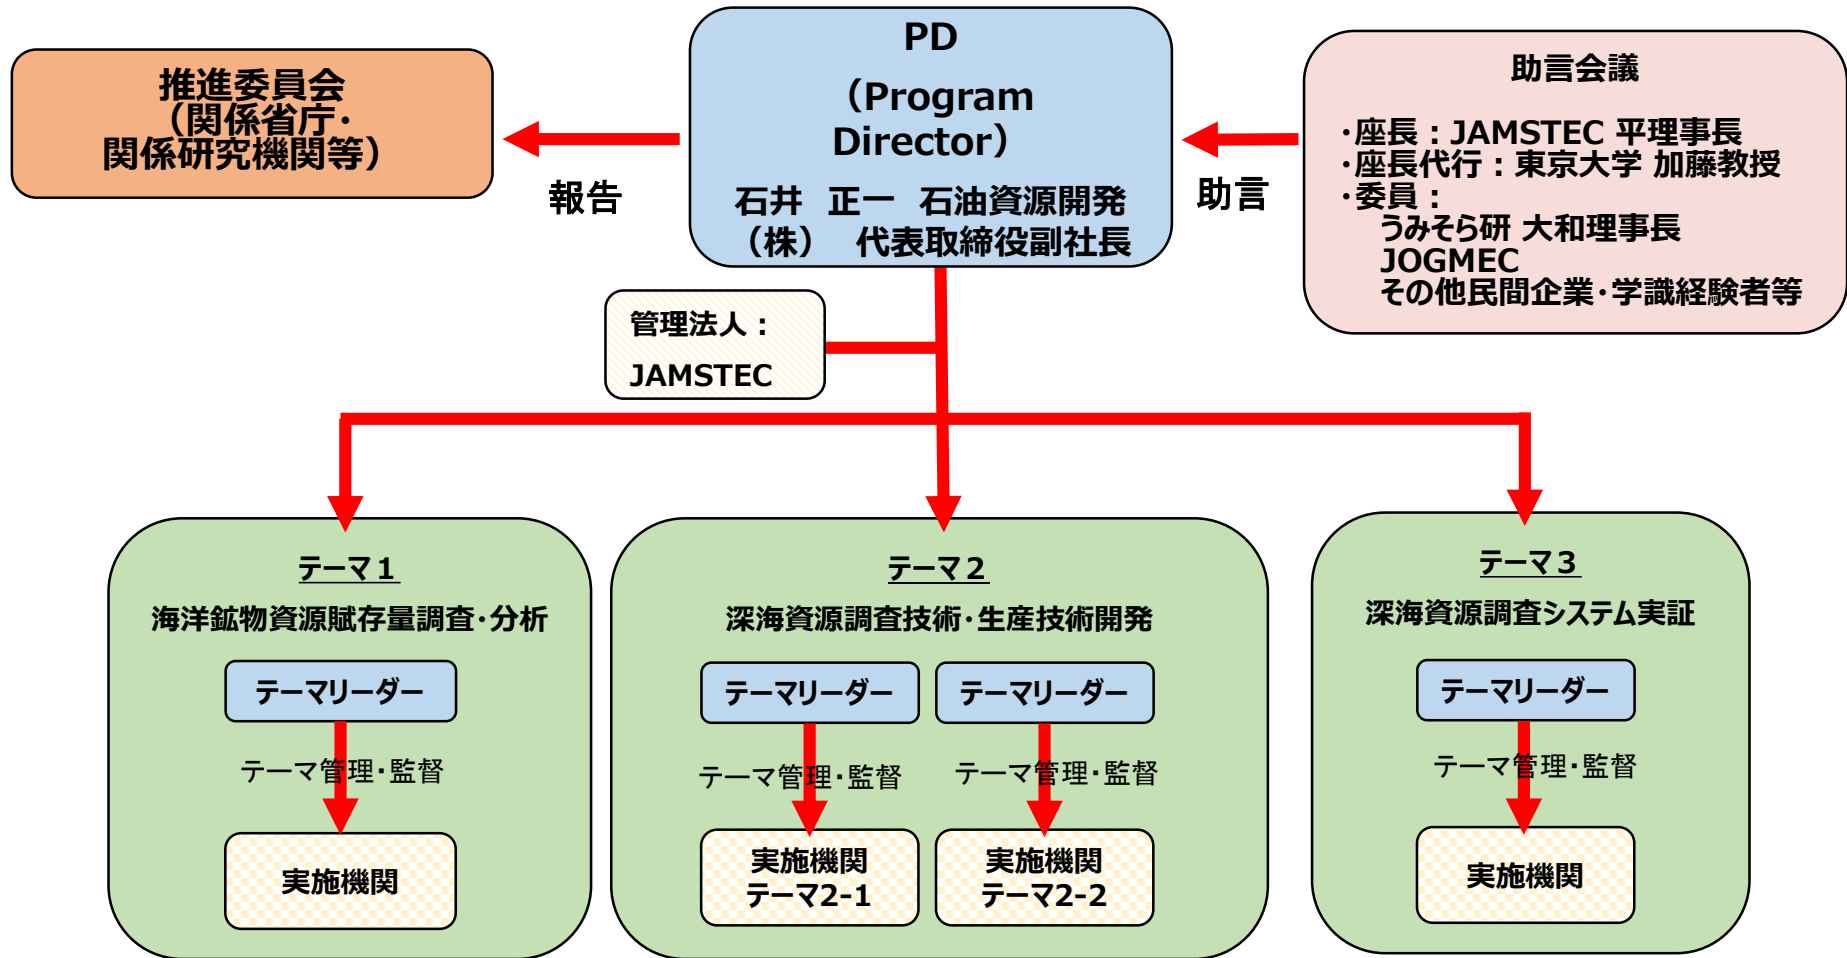 推進委員会
（関係省庁・
関係研究機関等）
報告
PD
（Program
Director）
石井　正一　石油資源開発
（株）　代表取締役副社長
助言
助言会議
・座長：JAMSTEC 平理事長
・座長代行：東京大学 加藤教授
・委員：
うみそら研 大和理事長
JOGMEC
その他民間企業・学識経験者等
管理法人：
JAMSTEC
テーマ１
海洋鉱物資源賦存量調査・分析
テーマリーダー
テーマ管理・監督
実施機関
テーマ２
深海資源調査技術・生産技術開発
テーマリーダー
テーマ管理・監督
実施機関
テーマ2-1
テーマリーダー
テーマ管理・監督
実施機関
テーマ2-2
テーマ３
深海資源調査システム実証
テーマリーダー
テーマ管理・監督
実施機関